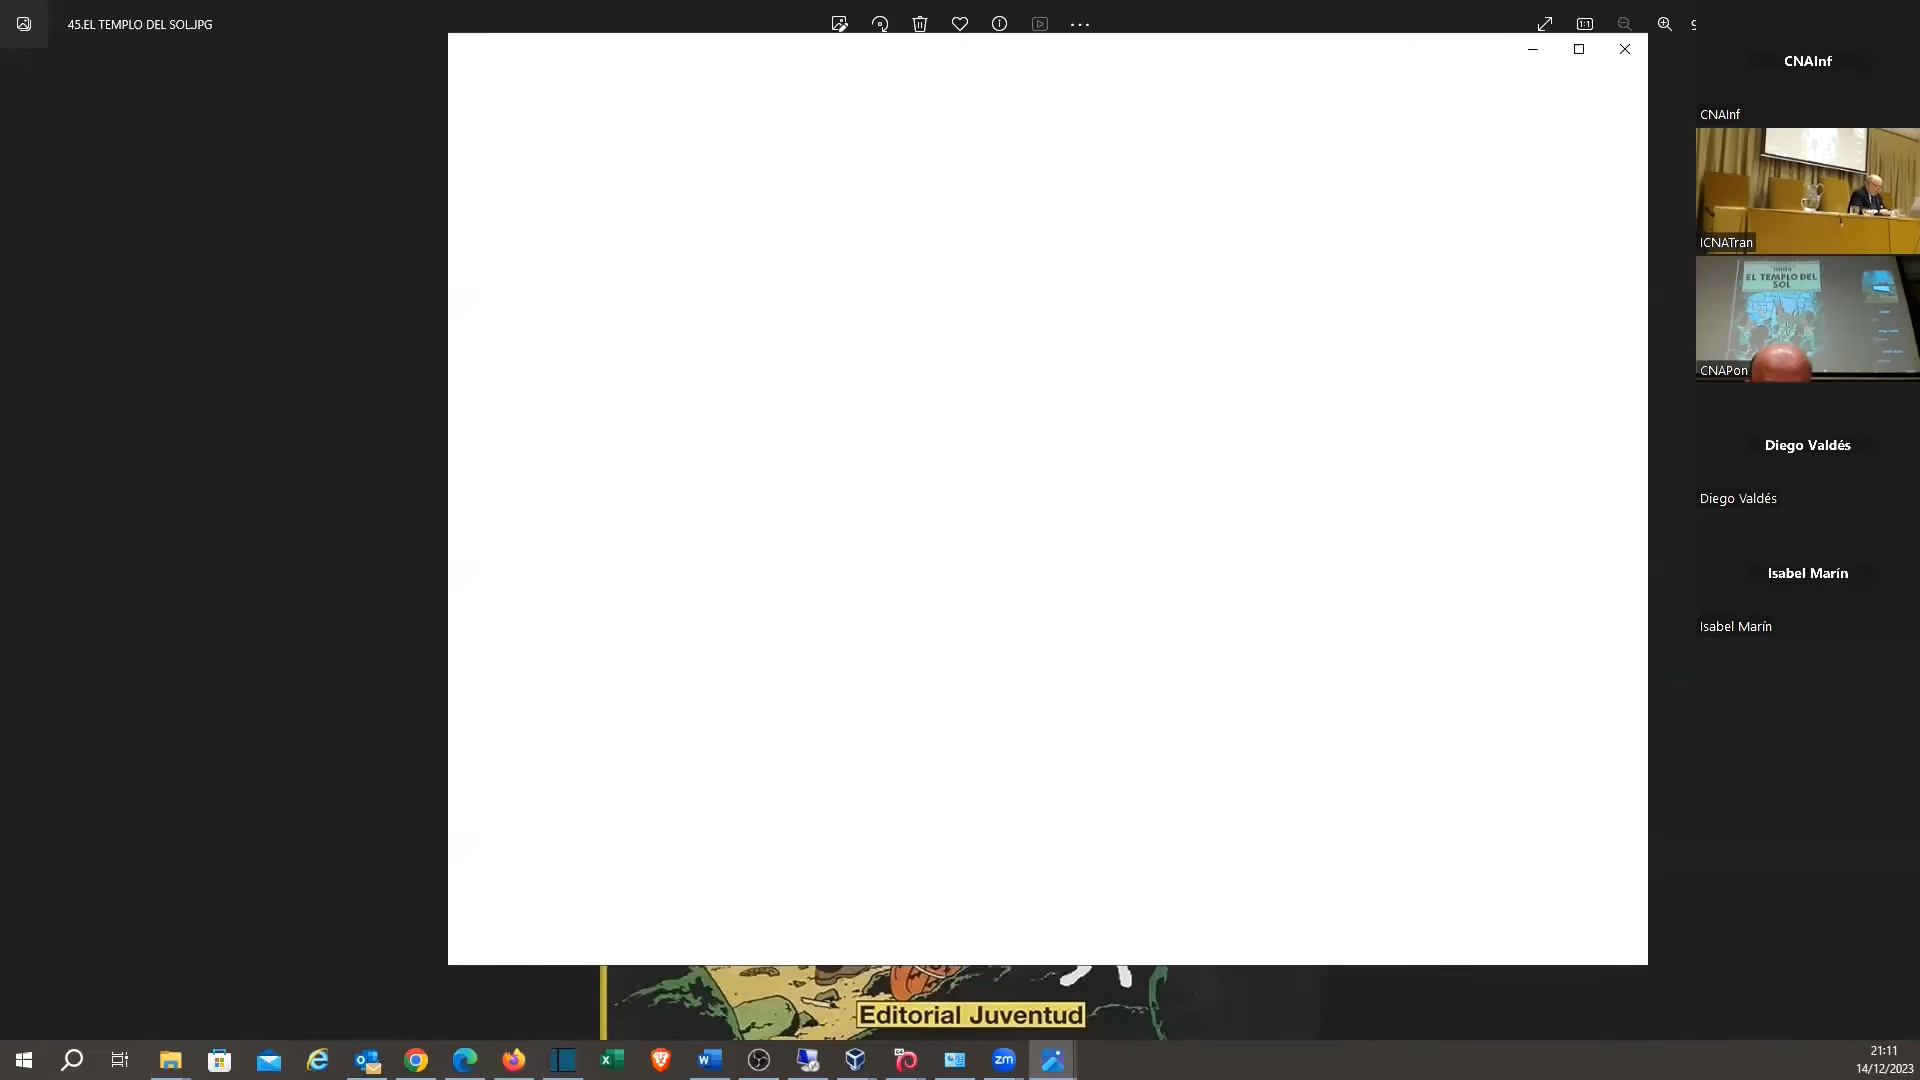 45.EL TEMPLO DEL SOL.JPG
CNAInf
CNAInf
ICNATran
TINTIN
EL TEMPLO DEL
SOL
CNAPon
Diego Valdés
Diego Valdés
Isabel Marín
Isabel Marín
Editorial Juventud
21:11
14/12/2023